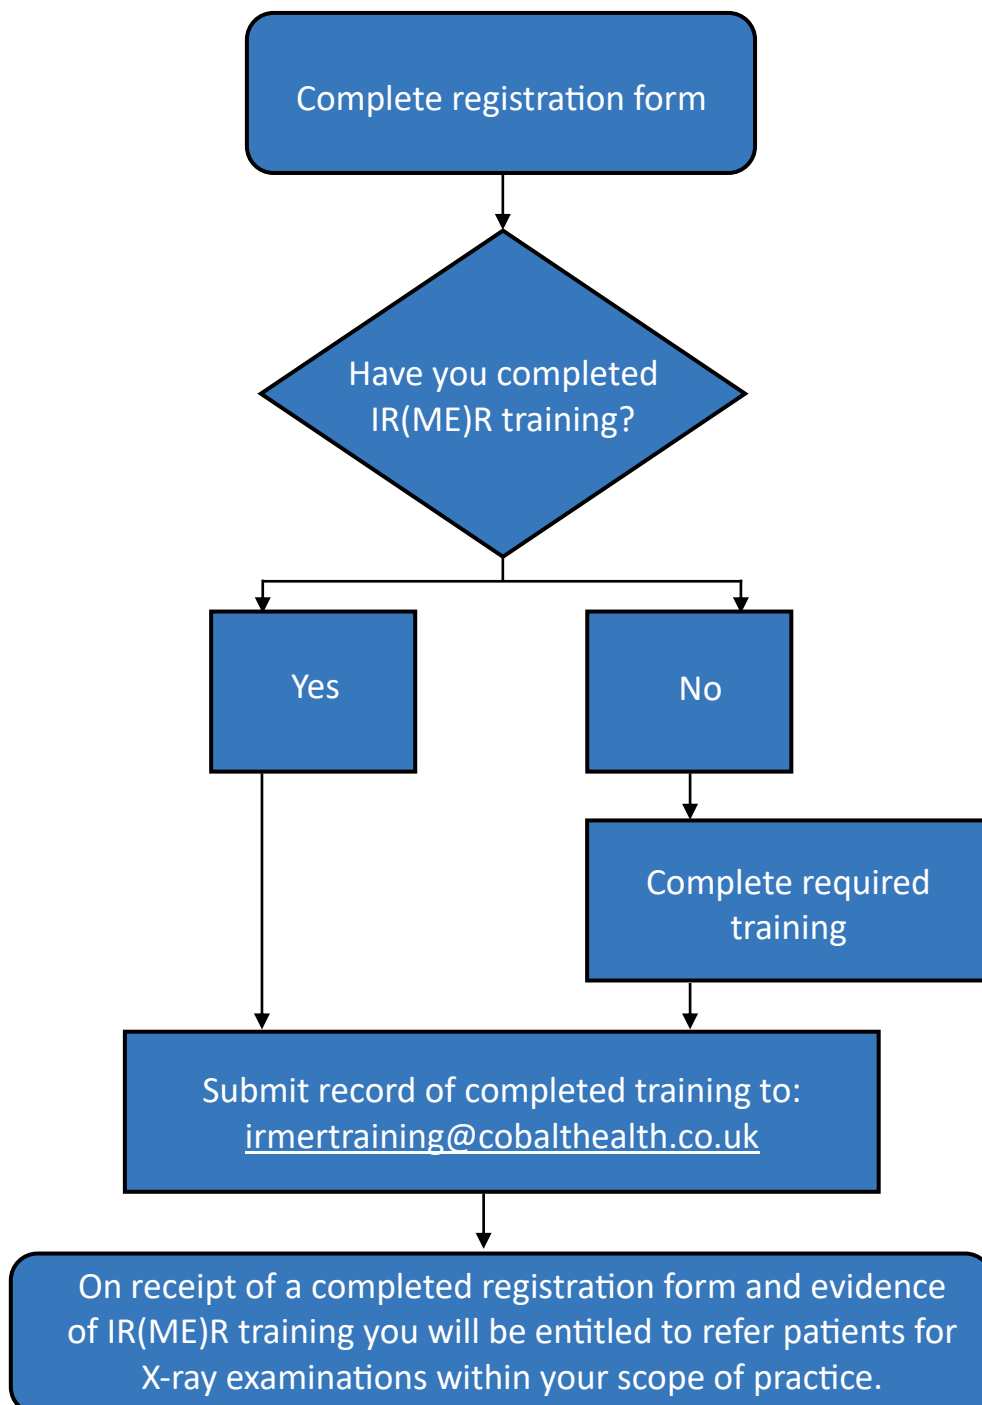 Complete registration form
Have you completed
IR(ME)R training?
Yes
No
Complete required
training
Submit record of completed training to:
irmertraining@cobalthealth.co.uk
On receipt of a completed registration form and evidence
of IR(ME)R training you will be entitled to refer patients for
X-ray examinations within your scope of practice.